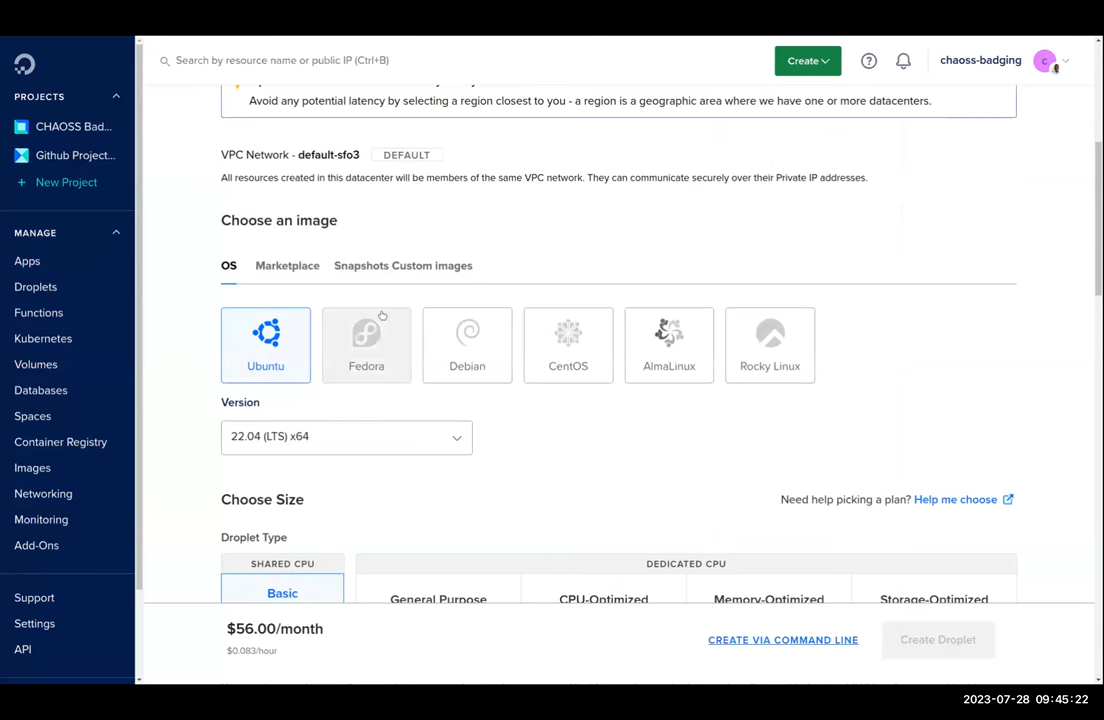 Search by resource name or public IP (Ctrl+B)
Create
chaoss-badging
C
PROJECTS
CHAOSS Bad...
Github Project...
New Project
MANAGE
Apps
Droplets
Functions
Kubernetes
Volumes
Databases
Spaces
Container Registry
Images
Networking
Monitoring
Add-Ons
Support
Settings
API
Avoid any potential latency by selecting a region closest to you - a region is a geographic area where we have one or more datacenters.
VPC Network - default-sfo3 DEFAULT
All resources created in this datacenter will be members of the same VPC network. They can communicate securely over their Private IP addresses.
Choose an image
OS Marketplace Snapshots Custom images
Ubuntu Fedora Debian CentOS AlmaLinux Rocky Linux
Version
22.04 (LTS) x64
Choose Size
Need help picking a plan? Help me choose
Droplet Type
SHARED CPU DEDICATED CPU
Basic General Purpose CPU-Optimized Memory-Optimized Storage-Optimized
$56.00/month
$0.083/hour
CREATE VIA COMMAND LINE
Create Droplet
2023-07-28 09:45:22